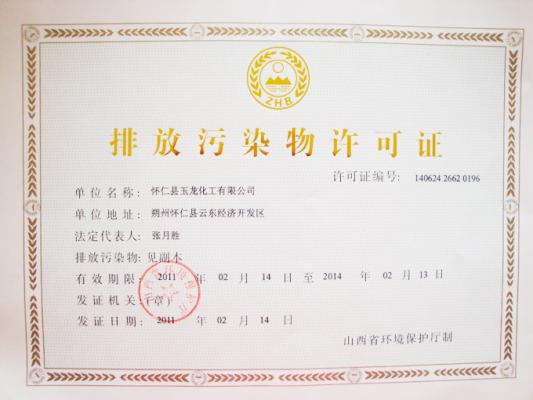 ZHB
排放污染物许可证
许可证编号: 14062426620196
单位名称: 怀仁县玉龙化工有限公司
单位地址: 朔州怀仁县云东经济开发区
法定代表人: 张月胜
排放污染物: 见副本
有效期限: 2011 年 02 月 14 日 至 2014 年 02 月 13 日
发证机关:(章)
发证日期: 2011 年 02 月 14 日
山西省环境保护厅制